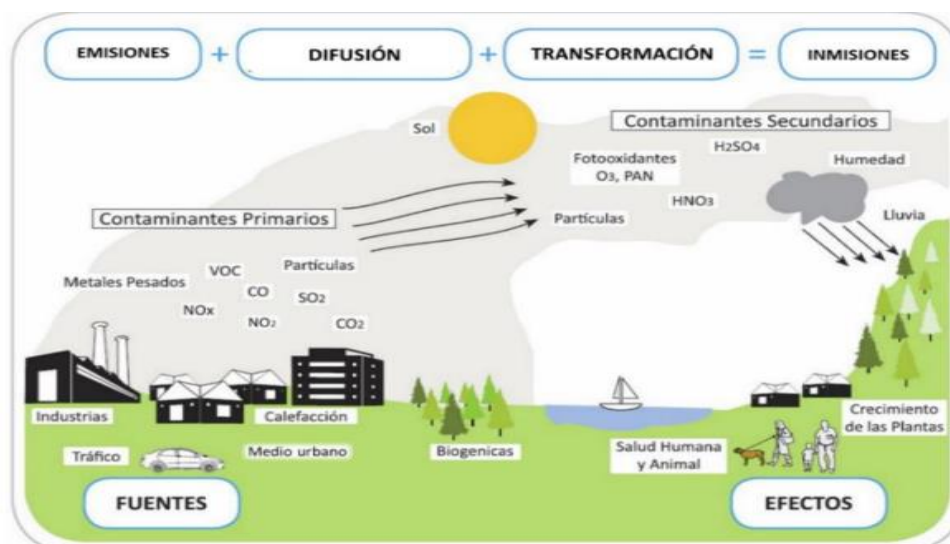 EMISIONES + DIFUSIÓN + TRANSFORMACIÓN = INMISIONES
Sol
Contaminantes Secundarios
H2SO4
Fotooxidantes
O3, PAN
Humedad
HNO3
Contaminantes Primarios
Partículas
Lluvia
Metales Pesados
VOC
Partículas
CO
SO2
NOx
NO2
CO2
Industrias
Calefacción
Crecimiento
de las Plantas
Tráfico
Medio urbano
Biogenicas
Salud Humana
y Animal
FUENTES
EFECTOS